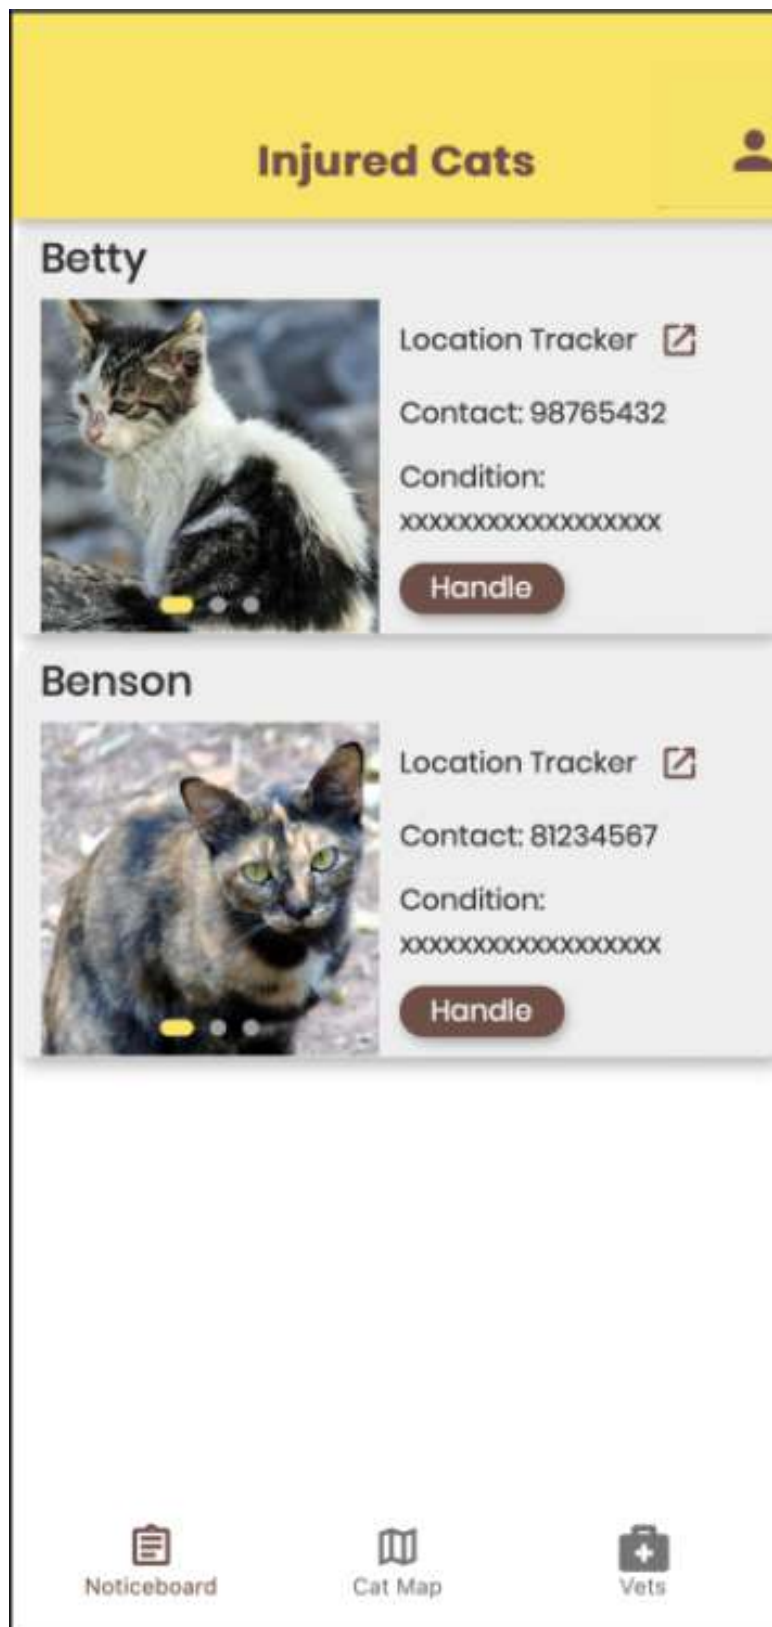 Injured Cats
Betty
Location Tracker
Contact: 98765432
Condition:
xxxxxxxxxxxxxxxxxx
Handle
Benson
Location Tracker
Contact: 81234567
Condition:
xxxxxxxxxxxxxxxxxx
Handle
Noticeboard
Cat Map
Vets